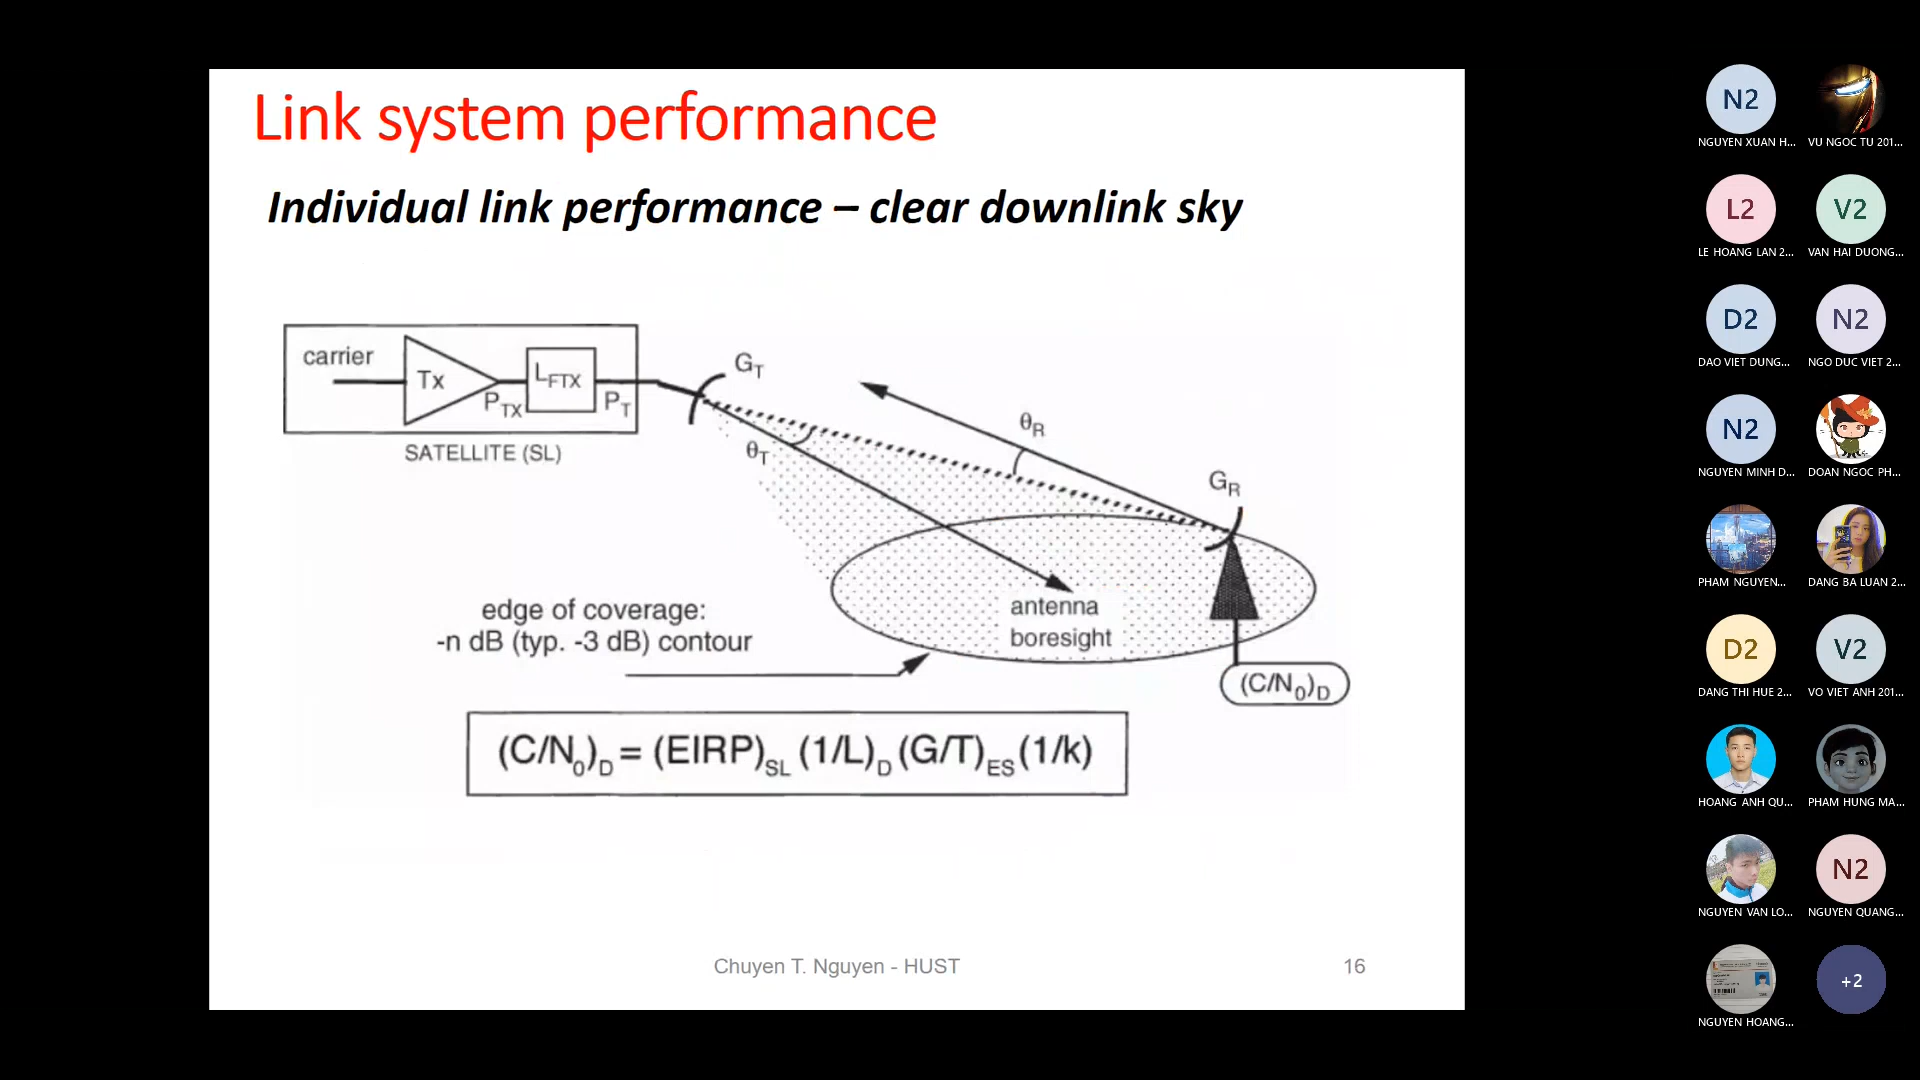 Link system performance
Individual link performance – clear downlink sky
carrier
Tx
P_TX
L_FTX
P_T
SATELLITE (SL)
G_T
θ_T
θ_R
G_R
antenna
boresight
edge of coverage:
-n dB (typ. -3 dB) contour
(C/N_0)_D
(C/N_0)_D = (EIRP)_SL (1/L)_D (G/T)_ES (1/k)
Chuyen T. Nguyen - HUST
16
N2
NGUYEN XUAN H...
VU NGOC TU 201...
L2
LE HOANG LAN 2...
V2
VAN HAI DUONG...
D2
DAO VIET DUNG...
N2
NGO DUC VIET 2...
N2
NGUYEN MINH D...
DOAN NGOC PH...
PHAM NGUYEN...
DANG BA LUAN 2...
D2
DANG THI HUE 2...
V2
VO VIET ANH 201...
HOANG ANH QU...
PHAM HUNG MA...
NGUYEN VAN LO...
N2
NGUYEN QUANG...
NGUYEN HOANG...
+2